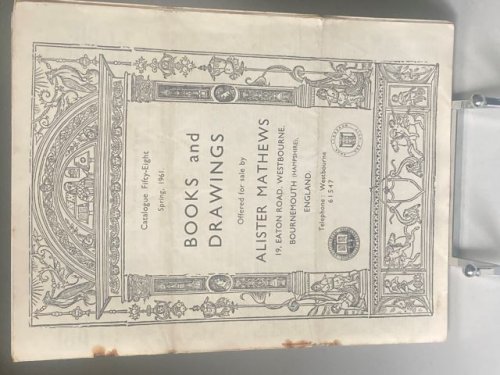 Catalogue Fifty-Eight
Spring, 1961
BOOKS and
DRAWINGS
Offered for sale by
ALISTER MATHEWS
19, EATON ROAD, WESTBOURNE,
BOURNEMOUTH (HAMPSHIRE),
ENGLAND.
Telephone: Westbourne
61547